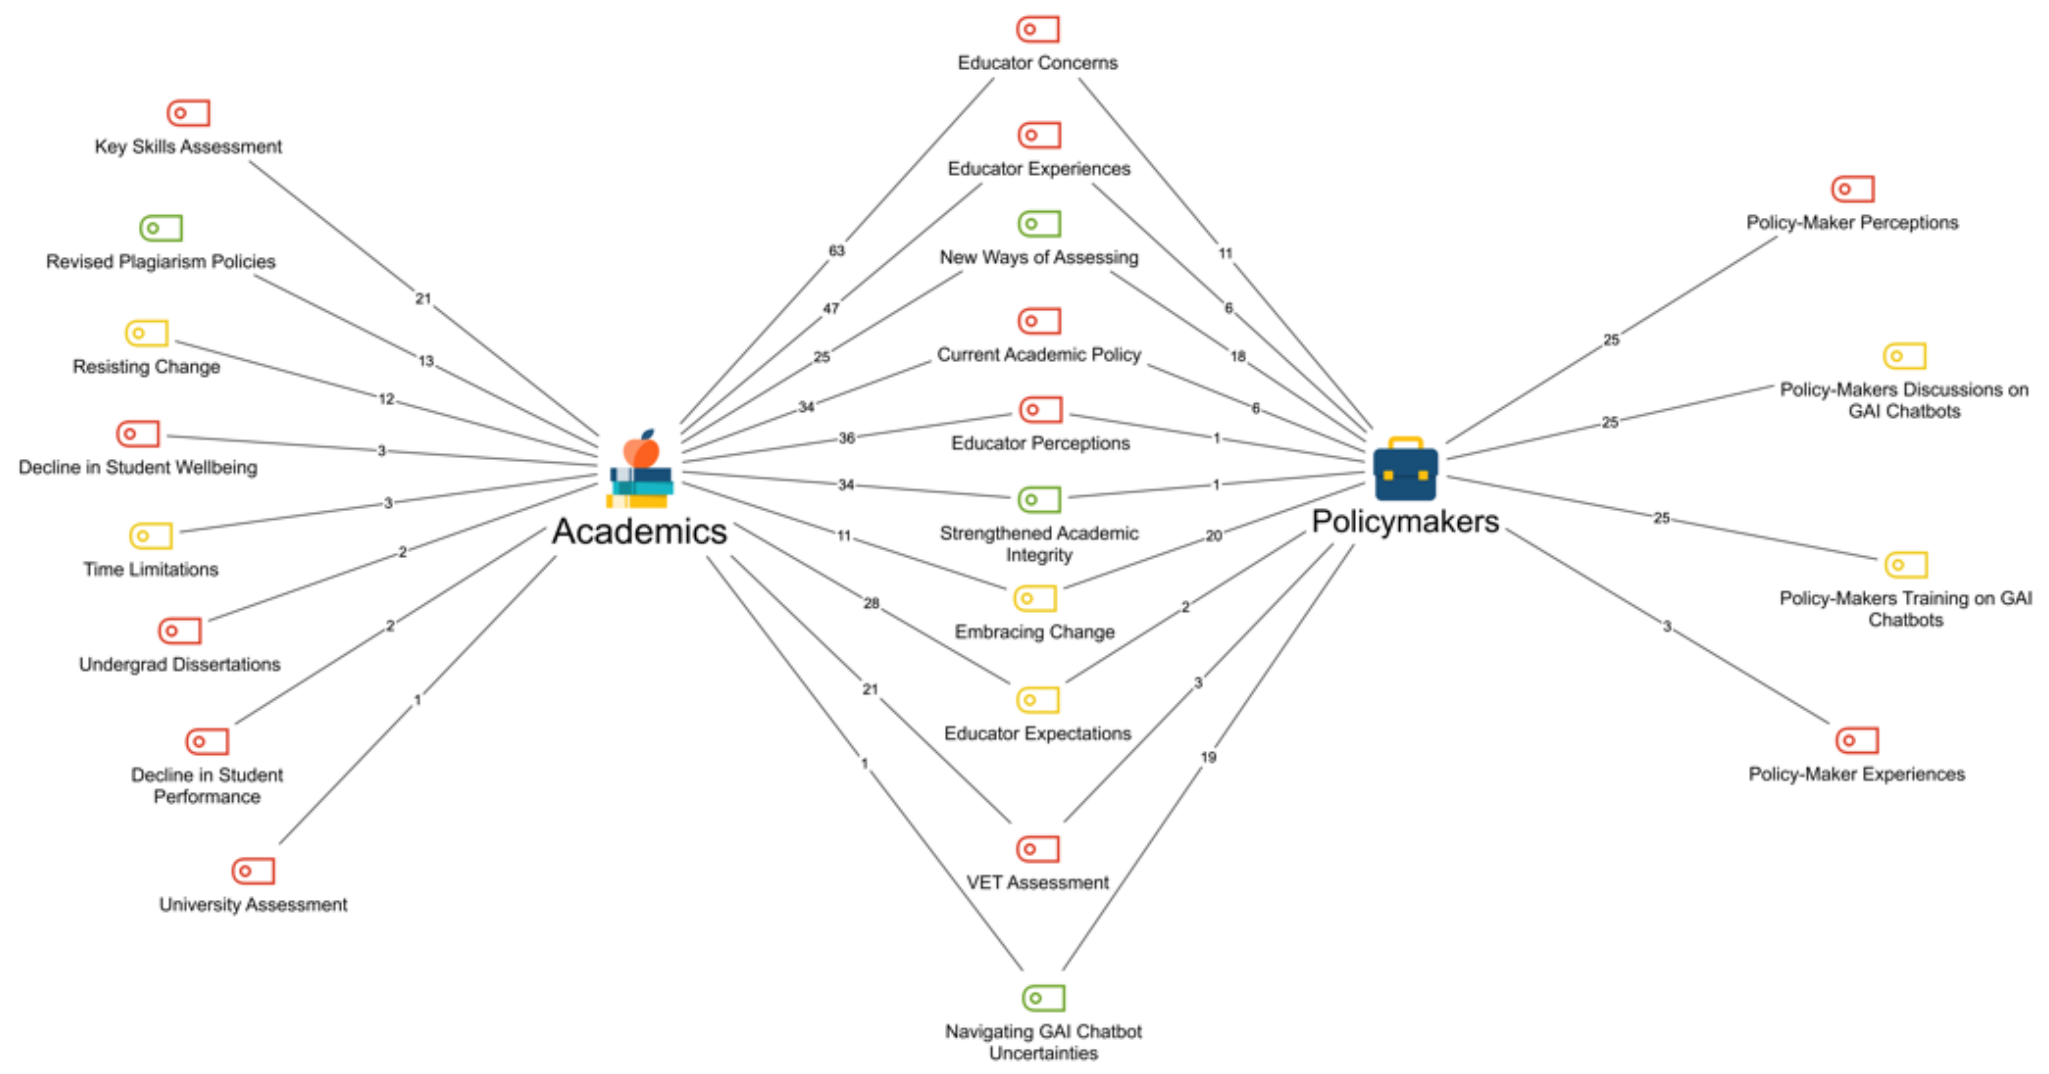 Educator Concerns
Key Skills Assessment
Educator Experiences
Policy-Maker Perceptions
Revised Plagiarism Policies
New Ways of Assessing
63
11
21
47
6
25
18
25
Resisting Change
13
Current Academic Policy
Policy-Makers Discussions on
GAI Chatbots
12
34
6
25
36
1
Educator Perceptions
Decline in Student Wellbeing
3
34
1
3
Academics
Policymakers
25
11
20
Strengthened Academic
Integrity
Time Limitations
2
Policy-Makers Training on GAI
Chatbots
28
2
2
3
Embracing Change
Undergrad Dissertations
21
3
1
Educator Expectations
Decline in Student
Performance
1
19
Policy-Maker Experiences
VET Assessment
University Assessment
Navigating GAI Chatbot
Uncertainties